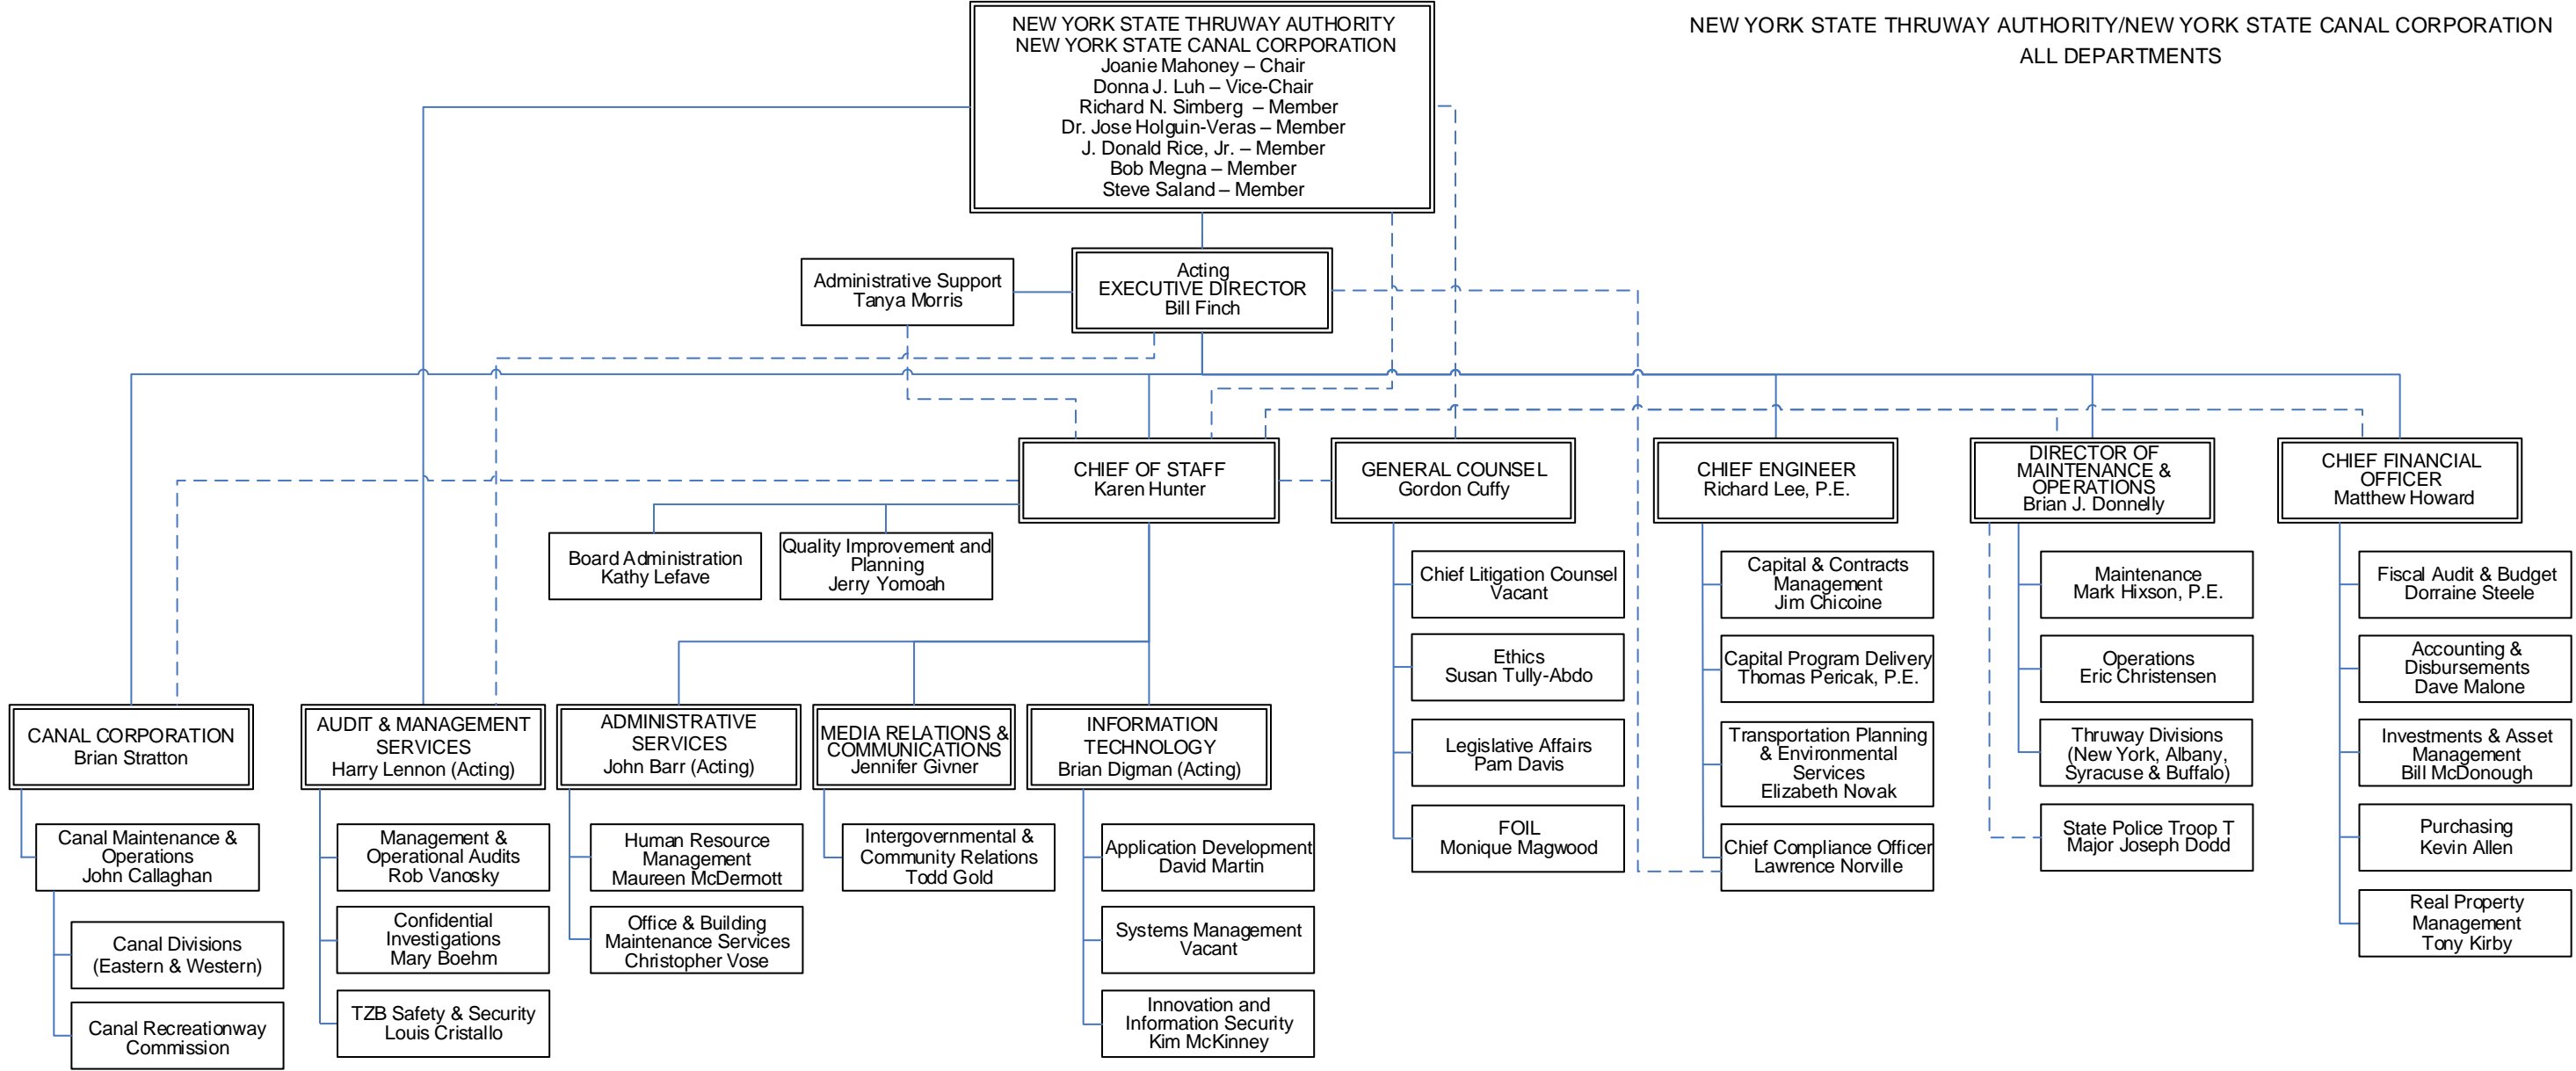 NEW YORK STATE THRUWAY AUTHORITY
NEW YORK STATE CANAL CORPORATION
Joanie Mahoney – Chair
Donna J. Luh – Vice-Chair
Richard N. Simberg – Member
Dr. Jose Holguin-Veras – Member
J. Donald Rice, Jr. – Member
Bob Megna – Member
Steve Saland – Member
NEW YORK STATE THRUWAY AUTHORITY/NEW YORK STATE CANAL CORPORATION
ALL DEPARTMENTS
Administrative Support
Tanya Morris
Acting
EXECUTIVE DIRECTOR
Bill Finch
CHIEF OF STAFF
Karen Hunter
GENERAL COUNSEL
Gordon Cuffy
CHIEF ENGINEER
Richard Lee, P.E.
DIRECTOR OF
MAINTENANCE &
OPERATIONS
Brian J. Donnelly
CHIEF FINANCIAL
OFFICER
Matthew Howard
Board Administration
Kathy Lefave
Quality Improvement and
Planning
Jerry Yomoah
CANAL CORPORATION
Brian Stratton
AUDIT & MANAGEMENT
SERVICES
Harry Lennon (Acting)
ADMINISTRATIVE
SERVICES
John Barr (Acting)
MEDIA RELATIONS &
COMMUNICATIONS
Jennifer Givner
INFORMATION
TECHNOLOGY
Brian Digman (Acting)
Canal Maintenance &
Operations
John Callaghan
Canal Divisions
(Eastern & Western)
Canal Recreationway
Commission
Management &
Operational Audits
Rob Vanosky
Confidential
Investigations
Mary Boehm
TZB Safety & Security
Louis Cristallo
Human Resource
Management
Maureen McDermott
Office & Building
Maintenance Services
Christopher Vose
Intergovernmental &
Community Relations
Todd Gold
Application Development
David Martin
Systems Management
Vacant
Innovation and
Information Security
Kim McKinney
Chief Litigation Counsel
Vacant
Ethics
Susan Tully-Abdo
Legislative Affairs
Pam Davis
FOIL
Monique Magwood
Capital & Contracts
Management
Jim Chicoine
Capital Program Delivery
Thomas Pericak, P.E.
Transportation Planning
& Environmental
Services
Elizabeth Novak
Chief Compliance Officer
Lawrence Norville
Maintenance
Mark Hixson, P.E.
Operations
Eric Christensen
Thruway Divisions
(New York, Albany,
Syracuse & Buffalo)
State Police Troop T
Major Joseph Dodd
Fiscal Audit & Budget
Dorraine Steele
Accounting &
Disbursements
Dave Malone
Investments & Asset
Management
Bill McDonough
Purchasing
Kevin Allen
Real Property
Management
Tony Kirby